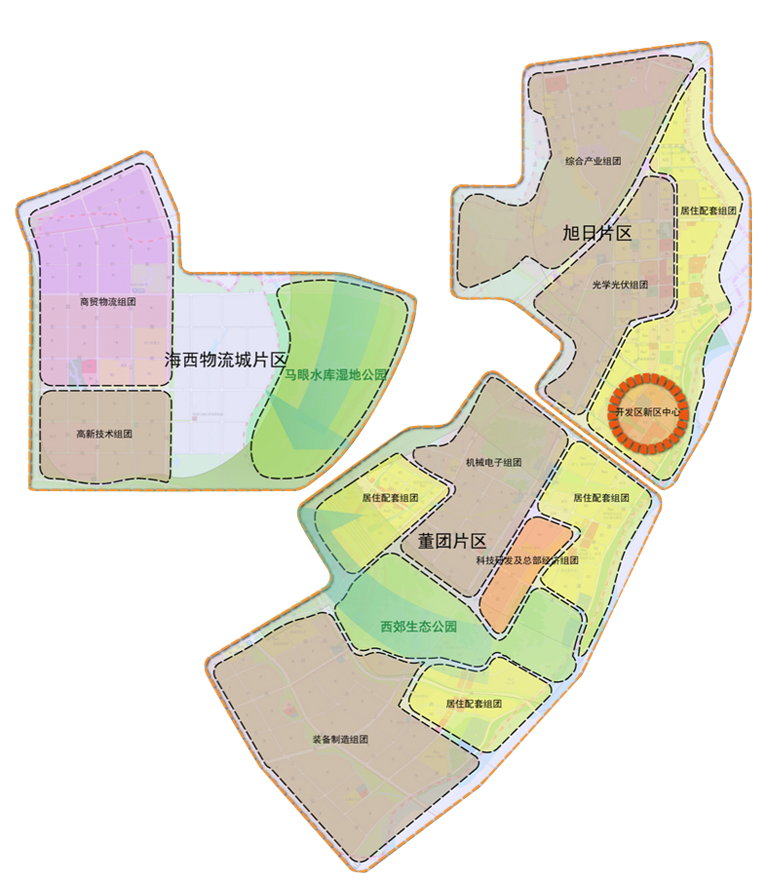 综合产业组团
居住配套组团
旭日片区
光学光伏组团
商贸物流组团
海西物流城片区
马眼水库湿地公园
开发区新区中心
高新技术组团
机械电子组团
居住配套组团
居住配套组团
董团片区
科技研发及总部经济组团
西郊生态公园
居住配套组团
装备制造组团